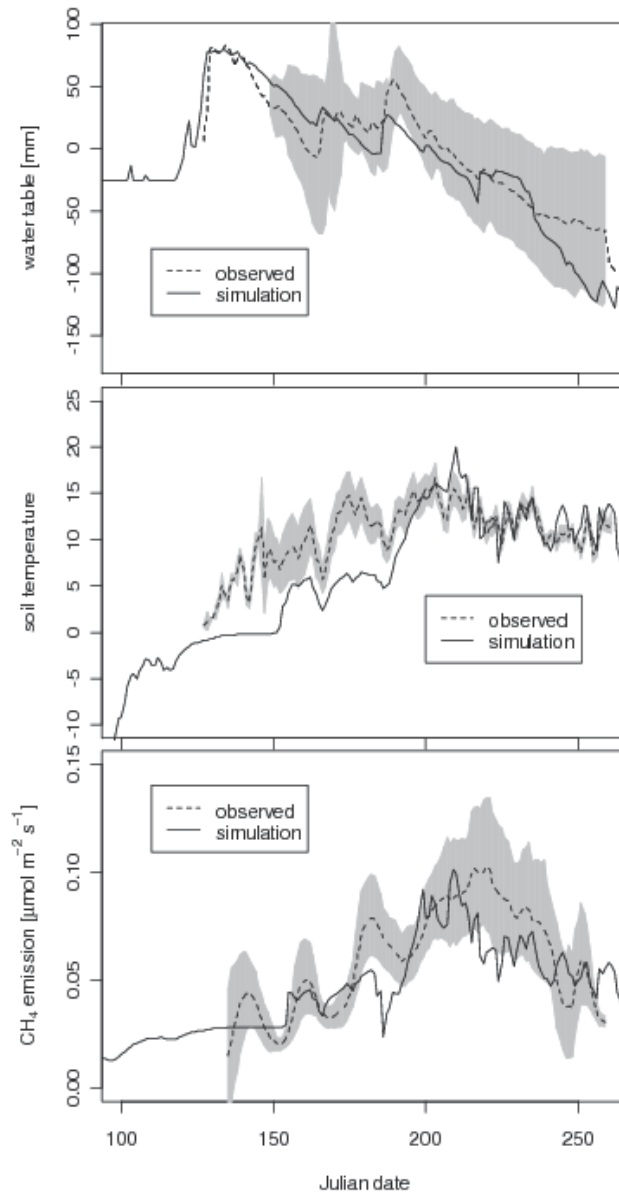 water table [mm]
100
50
0
-50
-100
-150
observed
simulation
soil temperature
25
20
15
10
5
0
-5
-10
observed
simulation
CH₄ emission [μmol m⁻² s⁻¹]
0.15
0.10
0.05
0.00
observed
simulation
100 150 200 250
Julian date